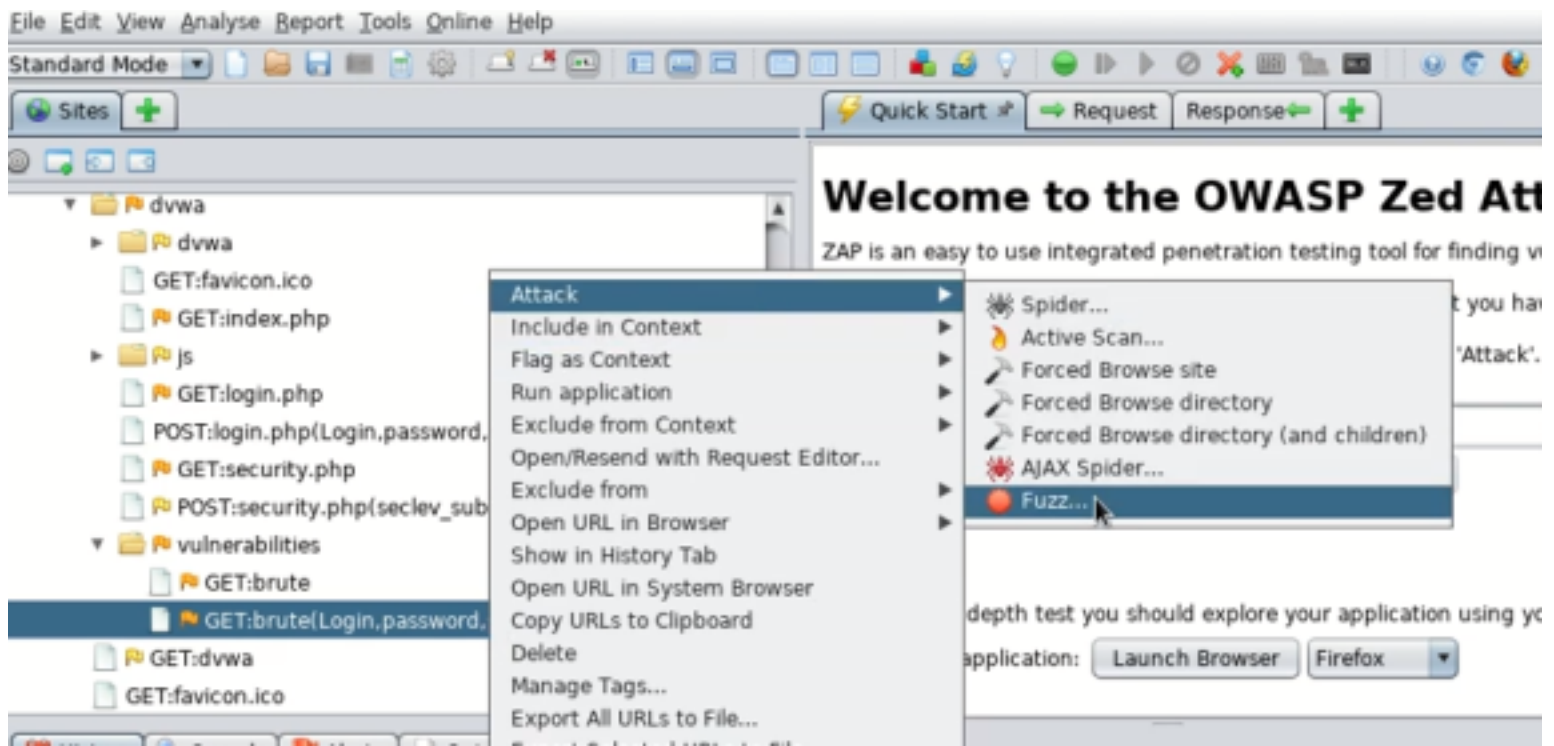 File Edit View Analyse Report Tools Online Help
Standard Mode
Sites
Quick Start
Request
Response
Welcome to the OWASP Zed Att
ZAP is an easy to use integrated penetration testing tool for finding v
dvwa
dvwa
GET:favicon.ico
GET:index.php
js
GET:login.php
POST:login.php(Login,password,
GET:security.php
POST:security.php(seclev_sub
vulnerabilities
GET:brute
GET:brute(Login,password,
GET:dvwa
GET:favicon.ico
Attack
Include in Context
Flag as Context
Run application
Exclude from Context
Open/Resend with Request Editor...
Exclude from
Open URL in Browser
Show in History Tab
Open URL in System Browser
Copy URLs to Clipboard
Delete
Manage Tags...
Export All URLs to File...
Spider...
Active Scan...
Forced Browse site
Forced Browse directory
Forced Browse directory (and children)
AJAX Spider...
Fuzz...
t you hav
'Attack'.
depth test you should explore your application using yo
application: Launch Browser Firefox